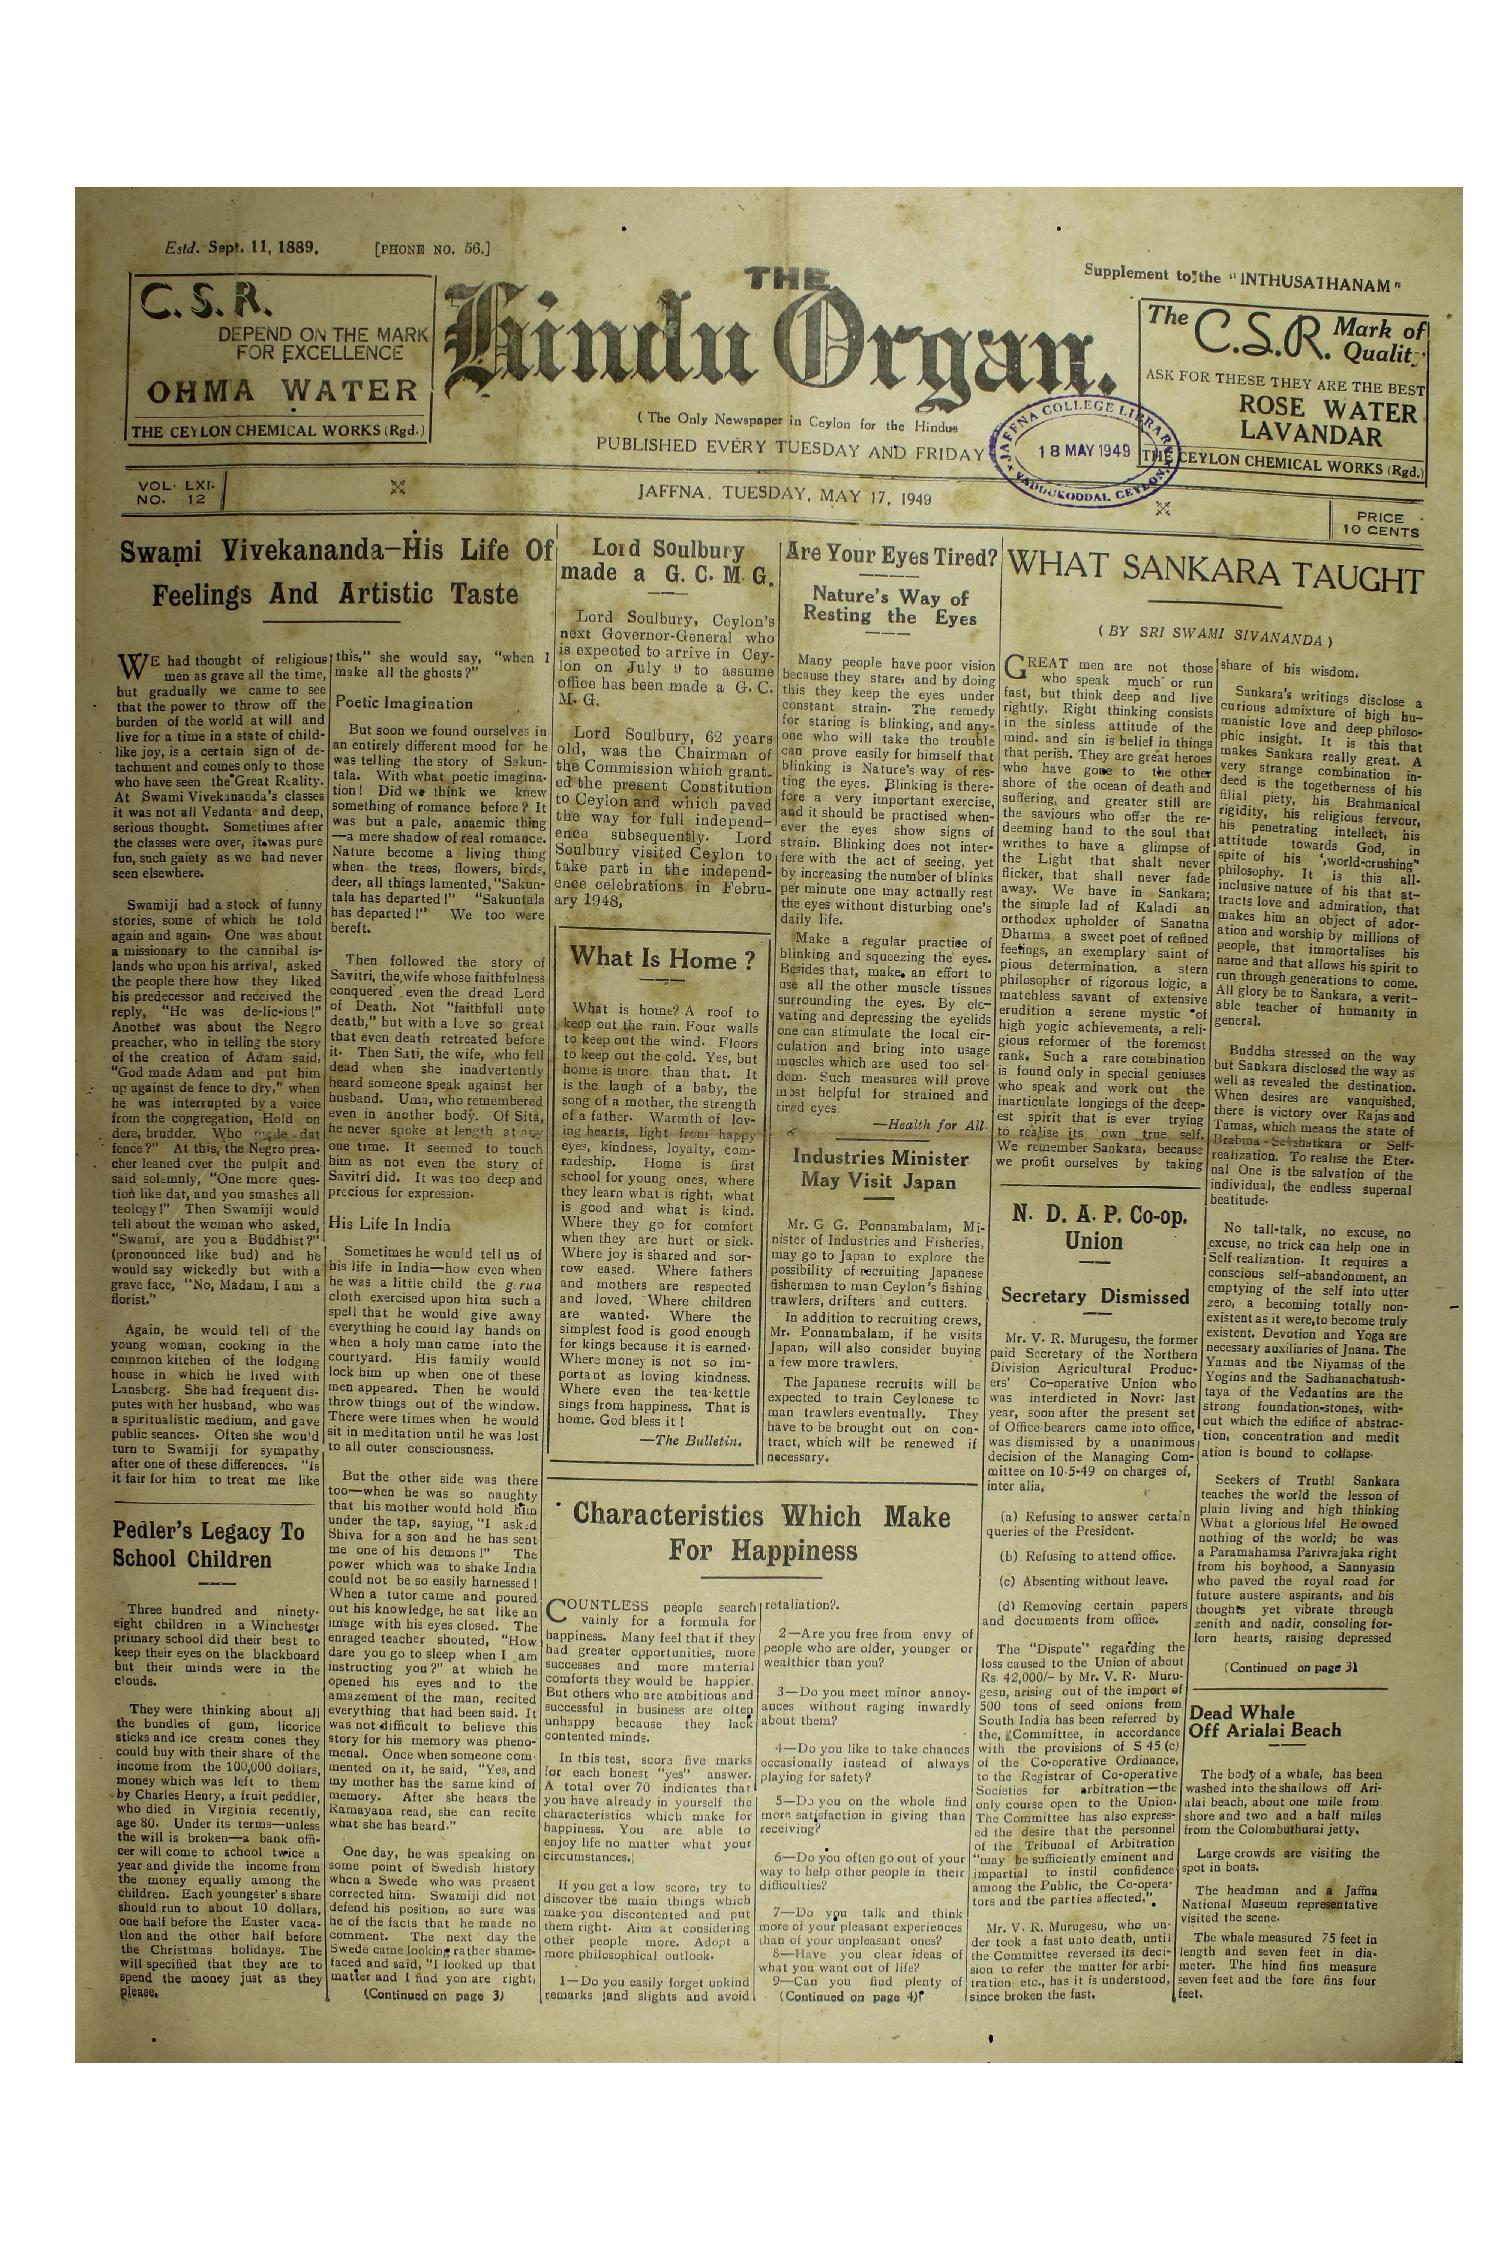 Estd. Sept. 11, 1889.
[PHONE NO. 56.]
Supplement to the "INTHUSATHANAM"
C. S. R.
DEPEND ON THE MARK
FOR EXCELLENCE
OHMA WATER
THE CEYLON CHEMICAL WORKS (Rgd.)
THE
Hindu Organ.
(The Only Newspaper in Ceylon for the Hindus
PUBLISHED EVERY TUESDAY AND FRIDAY
JAFFNA COLLEGE LIBRARY
18 MAY 1949
VADDUKODDAI, CEYLON.
The C.S.R. Mark of
Quality
ASK FOR THESE THEY ARE THE BEST
ROSE WATER
LAVANDAR
THE CEYLON CHEMICAL WORKS (Rgd.)
VOL. LXI.
NO. 12
JAFFNA, TUESDAY, MAY 17, 1949
PRICE
10 CENTS
Swami Vivekananda—His Life Of
Feelings And Artistic Taste
WE had thought of religious
men as grave all the time,
but gradually we came to see
that the power to throw off the
burden of the world at will and
live for a time in a state of child-
like joy, is a certain sign of de-
tachment and comes only to those
who have seen the Great Reality.
At Swami Vivekananda's classes
it was not all Vedanta and deep,
serious thought. Sometimes after
the classes were over, it was pure
fun, such gaiety as we had never
seen elsewhere.
Swamiji had a stock of funny
stories, some of which he told
again and again. One was about
a missionary to the cannibal is-
lands who upon his arrival, asked
the people there how they liked
his predecessor and received the
reply, "He was de-lic-ious!"
Another was about the Negro
preacher, who in telling the story
of the creation of Adam said,
"God made Adam and put him
up against de fence to dry," when
he was interrupted by a voice
from the congregation, Hold on
dere, brudder. Who made dat
fence?" At this, the Negro prea-
cher leaned over the pulpit and
said solemnly, "One more ques-
tion like dat, and you smashes all
teology!" Then Swamiji would
tell about the woman who asked,
"Swami, are you a Buddhist?"
(pronounced like bud) and he
would say wickedly but with a
grave face, "No, Madam, I am a
florist."
Again, he would tell of the
young woman, cooking in the
common kitchen of the lodging
house in which he lived with
Lansberg. She had frequent dis-
putes with her husband, who was
a spiritualistic medium, and gave
public seances. Often she would
turn to Swamiji for sympathy
after one of these differences. "Is
it fair for him to treat me like
Pedler's Legacy To
School Children
Three hundred and ninety-
eight children in a Winchester
primary school did their best to
keep their eyes on the blackboard
but their minds were in the
clouds.
They were thinking about all
the bundles of gum, licorice
sticks and ice cream cones they
could buy with their share of the
income from the 100,000 dollars,
money which was left to them
by Charles Henry, a fruit peddler,
who died in Virginia recently,
age 80. Under its terms—unless
the will is broken—a bank offi-
cer will come to school twice a
year and divide the income from
the money equally among the
children. Each youngster's share
should run to about 10 dollars,
one half before the Easter vaca-
tion and the other half before
the Christmas holidays. The
will specified that they are to
spend the money just as they
please.
this," she would say, "when I
make all the ghosts?"
Poetic Imagination
But soon we found ourselves in
an entirely different mood for he
was telling the story of Sakun-
tala. With what poetic imagina-
tion! Did we think we knew
something of romance before? It
was but a pale, anaemic thing
—a mere shadow of real romance.
Nature become a living thing
when the trees, flowers, birds,
deer, all things lamented, "Sakun-
tala has departed!" "Sakuntala
has departed!" We too were
bereft.
Then followed the story of
Savitri, the wife whose faithfulness
conquered even the dread Lord
of Death. Not "faithfull unto
death," but with a love so great
that even death retreated before
it. Then Sati, the wife, who fell
dead when she inadvertently
heard someone speak against her
husband. Uma, who remembered
even in another body. Of Sita,
he never spoke at length at any
one time. It seemed to touch
him as not even the story of
Savitri did. It was too deep and
precious for expression.
His Life In India
Sometimes he would tell us of
his life in India—how even when
he was a little child the gerua
cloth exercised upon him such a
spell that he would give away
everything he could lay hands on
when a holy man came into the
courtyard. His family would
lock him up when one of these
men appeared. Then he would
throw things out of the window.
There were times when he would
sit in meditation until he was lost
to all outer consciousness.
But the other side was there
too—when he was so naughty
that his mother would hold him
under the tap, saying, "I asked
Shiva for a son and he has sent
me one of his demons!" The
power which was to shake India
could not be so easily harnessed!
When a tutor came and poured
out his knowledge, he sat like an
image with his eyes closed. The
enraged teacher shouted, "How
dare you go to sleep when I am
instructing you?" at which he
opened his eyes and to the
amazement of the man, recited
everything that had been said. It
was not difficult to believe this
story for his memory was pheno-
menal. Once when someone com-
mented on it, he said, "Yes, and
my mother has the same kind of
memory. After she hears the
Ramayana read, she can recite
what she has heard."
One day, he was speaking on
some point of Swedish history
when a Swede who was present
corrected him. Swamiji did not
defend his position, so sure was
he of the facts that he made no
comment. The next day the
Swede came looking rather shame-
faced and said, "I looked up that
matter and I find you are right,
(Continued on page 3)
Lord Soulbury
made a G. C. M. G.
Lord Soulbury, Ceylon's
next Governor-General who
is expected to arrive in Cey-
lon on July 9 to assume
office has been made a G. C.
M. G.
Lord Soulbury, 62 years
old, was the Chairman of
the Commission which grant-
ed the present Constitution
to Ceylon and which paved
the way for full independ-
ence subsequently. Lord
Soulbury visited Ceylon to
take part in the independ-
ence celebrations in Febru-
ary 1948,
What Is Home?
What is home? A roof to
keep out the rain. Four walls
to keep out the wind. Floors
to keep out the cold. Yes, but
home is more than that. It
is the laugh of a baby, the
song of a mother, the strength
of a father. Warmth of lov-
ing hearts, light from happy
eyes, kindness, loyalty, com-
radeship. Home is first
school for young ones, where
they learn what is right, what
is good and what is kind.
Where they go for comfort
when they are hurt or sick.
Where joy is shared and sor-
row eased. Where fathers
and mothers are respected
and loved. Where children
are wanted. Where the
simplest food is good enough
for kings because it is earned.
Where money is not so im-
portant as loving kindness.
Where even the tea-kettle
sings from happiness. That is
home. God bless it!
—The Bulletin.
Are Your Eyes Tired?
Nature's Way of
Resting the Eyes
Many people have poor vision
because they stare, and by doing
this they keep the eyes under
constant strain. The remedy
for staring is blinking, and any-
one who will take the trouble
can prove easily for himself that
blinking is Nature's way of res-
ting the eyes. Blinking is there-
fore a very important exercise,
and it should be practised when-
ever the eyes show signs of
strain. Blinking does not inter-
fere with the act of seeing, yet
by increasing the number of blinks
per minute one may actually rest
the eyes without disturbing one's
daily life.
Make a regular practice of
blinking and squeezing the eyes.
Besides that, make an effort to
use all the other muscle tissues
surrounding the eyes. By ele-
vating and depressing the eyelids
one can stimulate the local cir-
culation and bring into usage
muscles which are used too sel-
dom. Such measures will prove
most helpful for strained and
tired eyes.
—Health for All.
Industries Minister
May Visit Japan
Mr. G G. Ponnambalam, Mi-
nister of Industries and Fisheries,
may go to Japan to explore the
possibility of recruiting Japanese
fishermen to man Ceylon's fishing
trawlers, drifters and cutters.
In addition to recruiting crews,
Mr. Ponnambalam, if he visits
Japan, will also consider buying
a few more trawlers.
The Japanese recruits will be
expected to train Ceylonese to
man trawlers eventually. They
have to be brought out on con-
tract, which will be renewed if
necessary.
Characteristics Which Make
For Happiness
COUNTLESS people search
vainly for a formula for
happiness. Many feel that if they
had greater opportunities, more
successes and more material
comforts they would be happier.
But others who are ambitious and
successful in business are often
unhappy because they lack
contented minds.
In this test, score five marks
for each honest "yes" answer.
A total over 70 indicates that
you have already in yourself the
characteristics which make for
happiness. You are able to
enjoy life no matter what your
circumstances.
If you get a low score, try to
discover the main things which
make you discontented and put
them right. Aim at considering
other people more. Adopt a
more philosophical outlook.
1—Do you easily forget unkind
remarks and slights and avoid
retaliation?.
2—Are you free from envy of
people who are older, younger or
wealthier than you?
3—Do you meet minor annoy-
ances without raging inwardly
about them?
4—Do you like to take chances
occasionally instead of always
playing for safety?
5—Do you on the whole find
more satisfaction in giving than
receiving?
6—Do you often go out of your
way to help other people in their
difficulties?
7—Do you talk and think
more of your pleasant experiences
than of your unpleasant ones?
8—Have you clear ideas of
what you want out of life?
9—Can you find plenty of
(Continued on page 4)
WHAT SANKARA TAUGHT
(BY SRI SWAMI SIVANANDA)
GREAT men are not those
who speak much or run
fast, but think deep and live
rightly. Right thinking consists
in the sinless attitude of the
mind. and sin is belief in things
that perish. They are great heroes
who have gone to the other
shore of the ocean of death and
suffering, and greater still are
the saviours who offer the re-
deeming hand to the soul that
writhes to have a glimpse of
the Light that shalt never
flicker, that shall never fade
away. We have in Sankara;
the simple lad of Kaladi an
orthodox upholder of Sanatna
Dharma, a sweet poet of refined
feelings, an exemplary saint of
pious determination, a stern
philosopher of rigorous logic, a
matchless savant of extensive
erudition a serene mystic of
high yogic achievements, a reli-
gious reformer of the foremost
rank. Such a rare combination
is found only in special geniuses
who speak and work out the
inarticulate longings of the deep-
est spirit that is ever trying
to realise its own true self.
We remember Sankara, because
we profit ourselves by taking
N. D. A. P. Co-op.
Union
Secretary Dismissed
Mr. V. R. Murugesu, the former
paid Secretary of the Northern
Division Agricultural Produc-
ers' Co-operative Union who
was interdicted in Novr: last
year, soon after the present set
of Office-bearers came into office,
was dismissed by a unanimous
decision of the Managing Com-
mittee on 10-5-49 on charges of,
inter alia,
(a) Refusing to answer certain
queries of the President.
(b) Refusing to attend office.
(c) Absenting without leave.
(d) Removing certain papers
and documents from office.
The "Dispute" regarding the
loss caused to the Union of about
Rs. 42,000/- by Mr. V. R. Muru-
gesu, arising out of the import of
500 tons of seed onions from
South India has been referred by
the, Committee, in accordance
with the provisions of S 45 (c)
of the Co-operative Ordinance,
to the Registrar of Co-operative
Societies for arbitration—the
only course open to the Union.
The Committee has also express-
ed the desire that the personnel
of the Tribunal of Arbitration
"may be sufficiently eminent and
impartial to instil confidence
among the Public, the Co-opera-
tors and the parties affected."
Mr. V. R. Murugesu, who un-
der took a fast unto death, until
the Committee reversed its deci-
sion to refer the matter for arbi-
tration etc., has it is understood,
since broken the fast.
share of his wisdom.
Sankara's writings disclose a
curious admixture of high hu-
manistic love and deep philoso-
phic insight. It is this that
makes Sankara really great. A
very strange combination in-
deed is the togetherness of his
filial piety, his Brahmanical
rigidity, his religious fervour,
his penetrating intellect, his
attitude towards God, in
spite of his "world-crushing"
philosophy. It is this all-
inclusive nature of his that at-
tracts love and admiration, that
makes him an object of ador-
ation and worship by millions of
people, that immortalises his
name and that allows his spirit to
run through generations to come.
All glory be to Sankara, a verit-
able teacher of humanity in
general.
Buddha stressed on the way
but Sankara disclosed the way as
well as revealed the destination.
When desires are vanquished,
there is victory over Rajas and
Tamas, which means the state of
Brahma-Sakshatkara or Self-
realization. To realise the Eter-
nal One is the salvation of the
individual, the endless supernal
beatitude.
No tall-talk, no excuse, no
excuse, no trick can help one in
Self-realization. It requires a
conscious self-abandonment, an
emptying of the self into utter
zero, a becoming totally non-
existent as it were, to become truly
existent. Devotion and Yoga are
necessary auxiliaries of Jnana. The
Yamas and the Niyamas of the
Yogins and the Sadhanachatush-
taya of the Vedantins are the
strong foundation-stones, with-
out which the edifice of abstrac-
tion, concentration and medit
ation is bound to collapse.
Seekers of Truth! Sankara
teaches the world the lesson of
plain living and high thinking
What a glorious life! He owned
nothing of the world; he was
a Paramahamsa Parivrajaka right
from his boyhood, a Sannyasin
who paved the royal road for
future austere aspirants, and his
thoughts yet vibrate through
zenith and nadir, consoling for-
lorn hearts, raising depressed
(Continued on page 3)
Dead Whale
Off Arialai Beach
The body of a whale, has been
washed into the shallows off Ari-
alai beach, about one mile from
shore and two and a half miles
from the Colombuthurai jetty.
Large crowds are visiting the
spot in boats.
The headman and a Jaffna
National Museum representative
visited the scene.
The whale measured 75 feet in
length and seven feet in dia-
meter. The hind fins measure
seven feet and the fore fins four
feet.